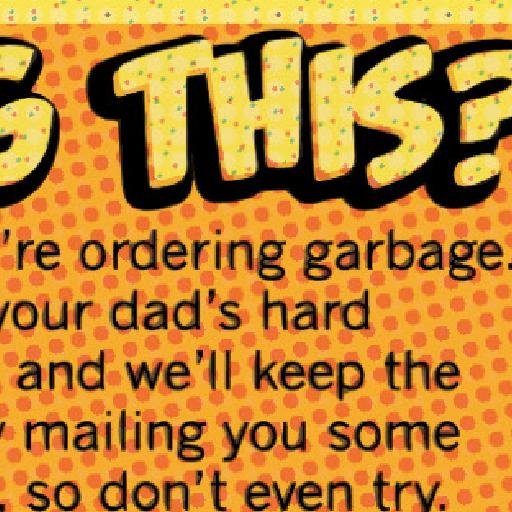 S THIS?
're ordering garbage.
your dad's hard
and we'll keep the
mailing you some
so don't even try.